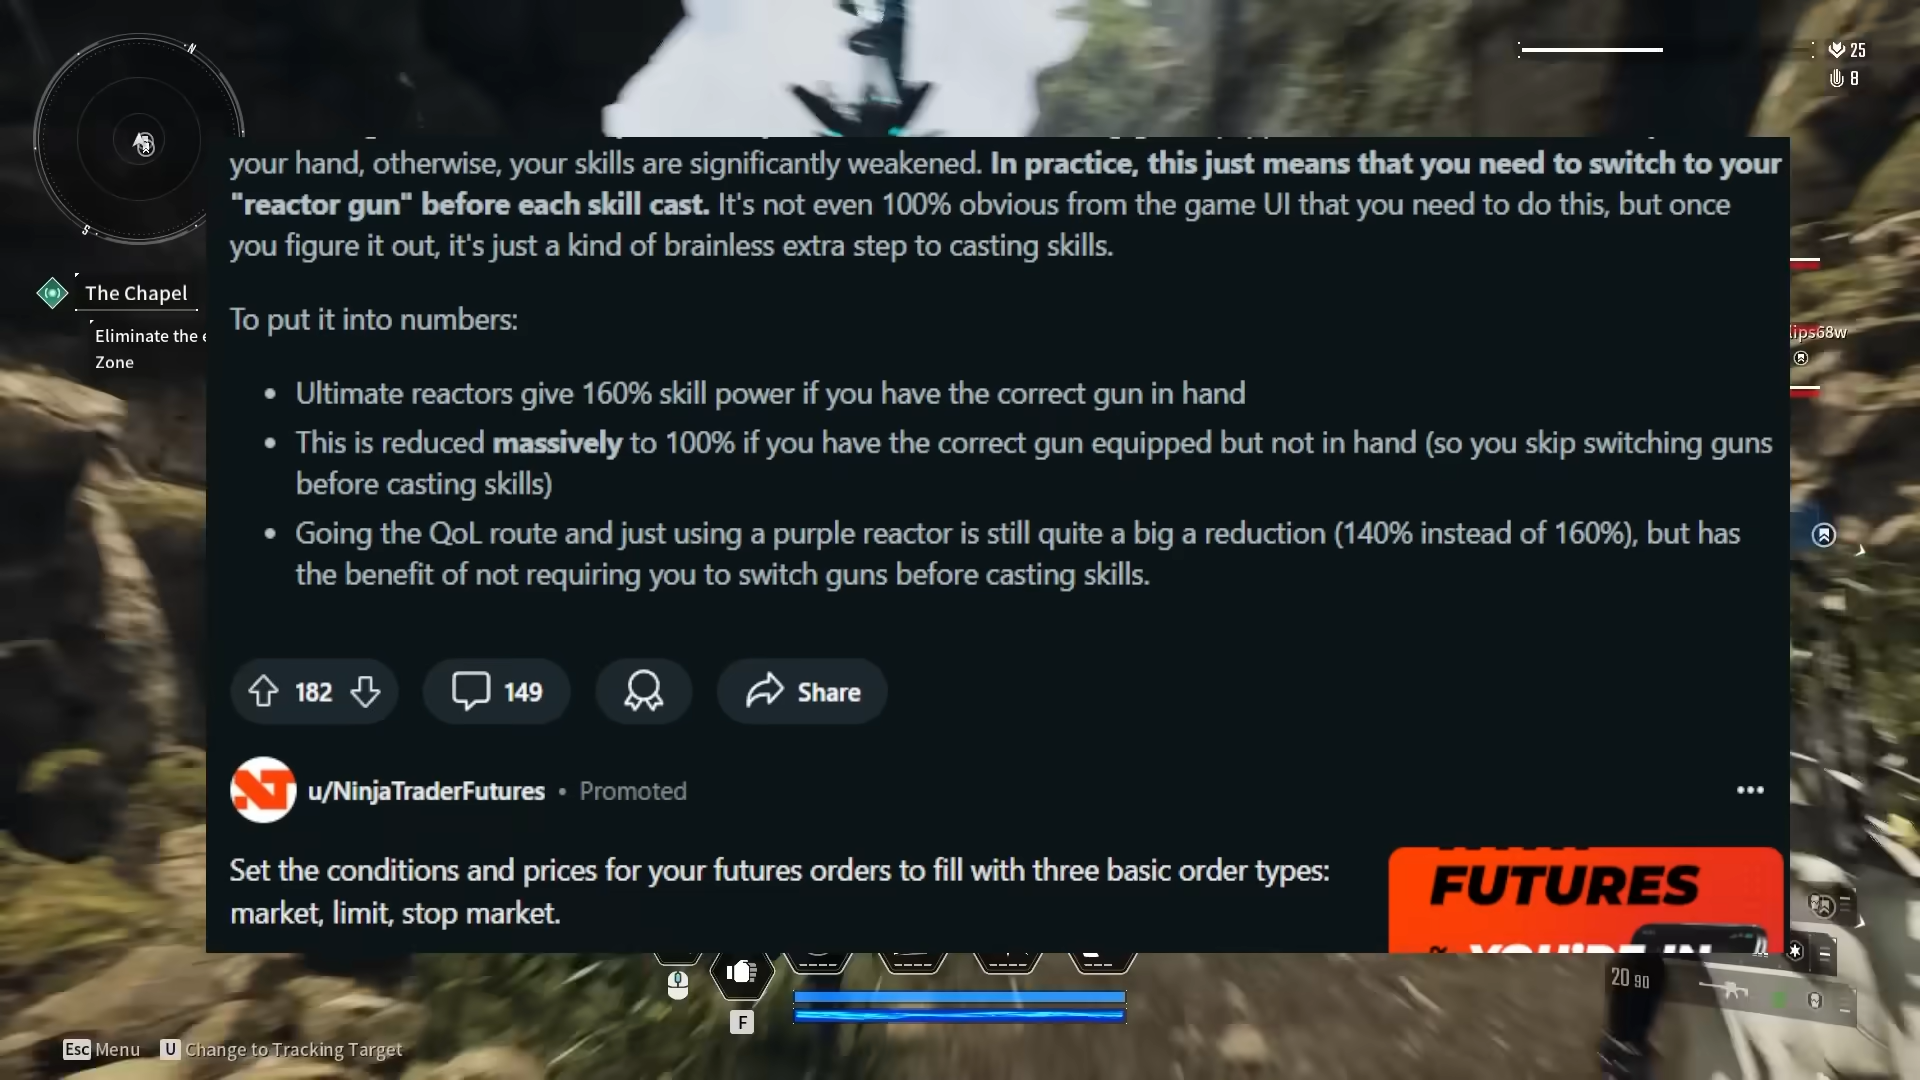 N
25
8
S
your hand, otherwise, your skills are significantly weakened. In practice, this just means that you need to switch to your
"reactor gun" before each skill cast. It's not even 100% obvious from the game UI that you need to do this, but once
you figure it out, it's just a kind of brainless extra step to casting skills.
The Chapel
Eliminate the
Zone
To put it into numbers:
ips68w
• Ultimate reactors give 160% skill power if you have the correct gun in hand
• This is reduced massively to 100% if you have the correct gun equipped but not in hand (so you skip switching guns
before casting skills)
• Going the QoL route and just using a purple reactor is still quite a big a reduction (140% instead of 160%), but has
the benefit of not requiring you to switch guns before casting skills.
182
149
Share
u/NinjaTraderFutures • Promoted
Set the conditions and prices for your futures orders to fill with three basic order types:
market, limit, stop market.
FUTURES
YOU'RE IN
20 90
F
Esc Menu U Change to Tracking Target